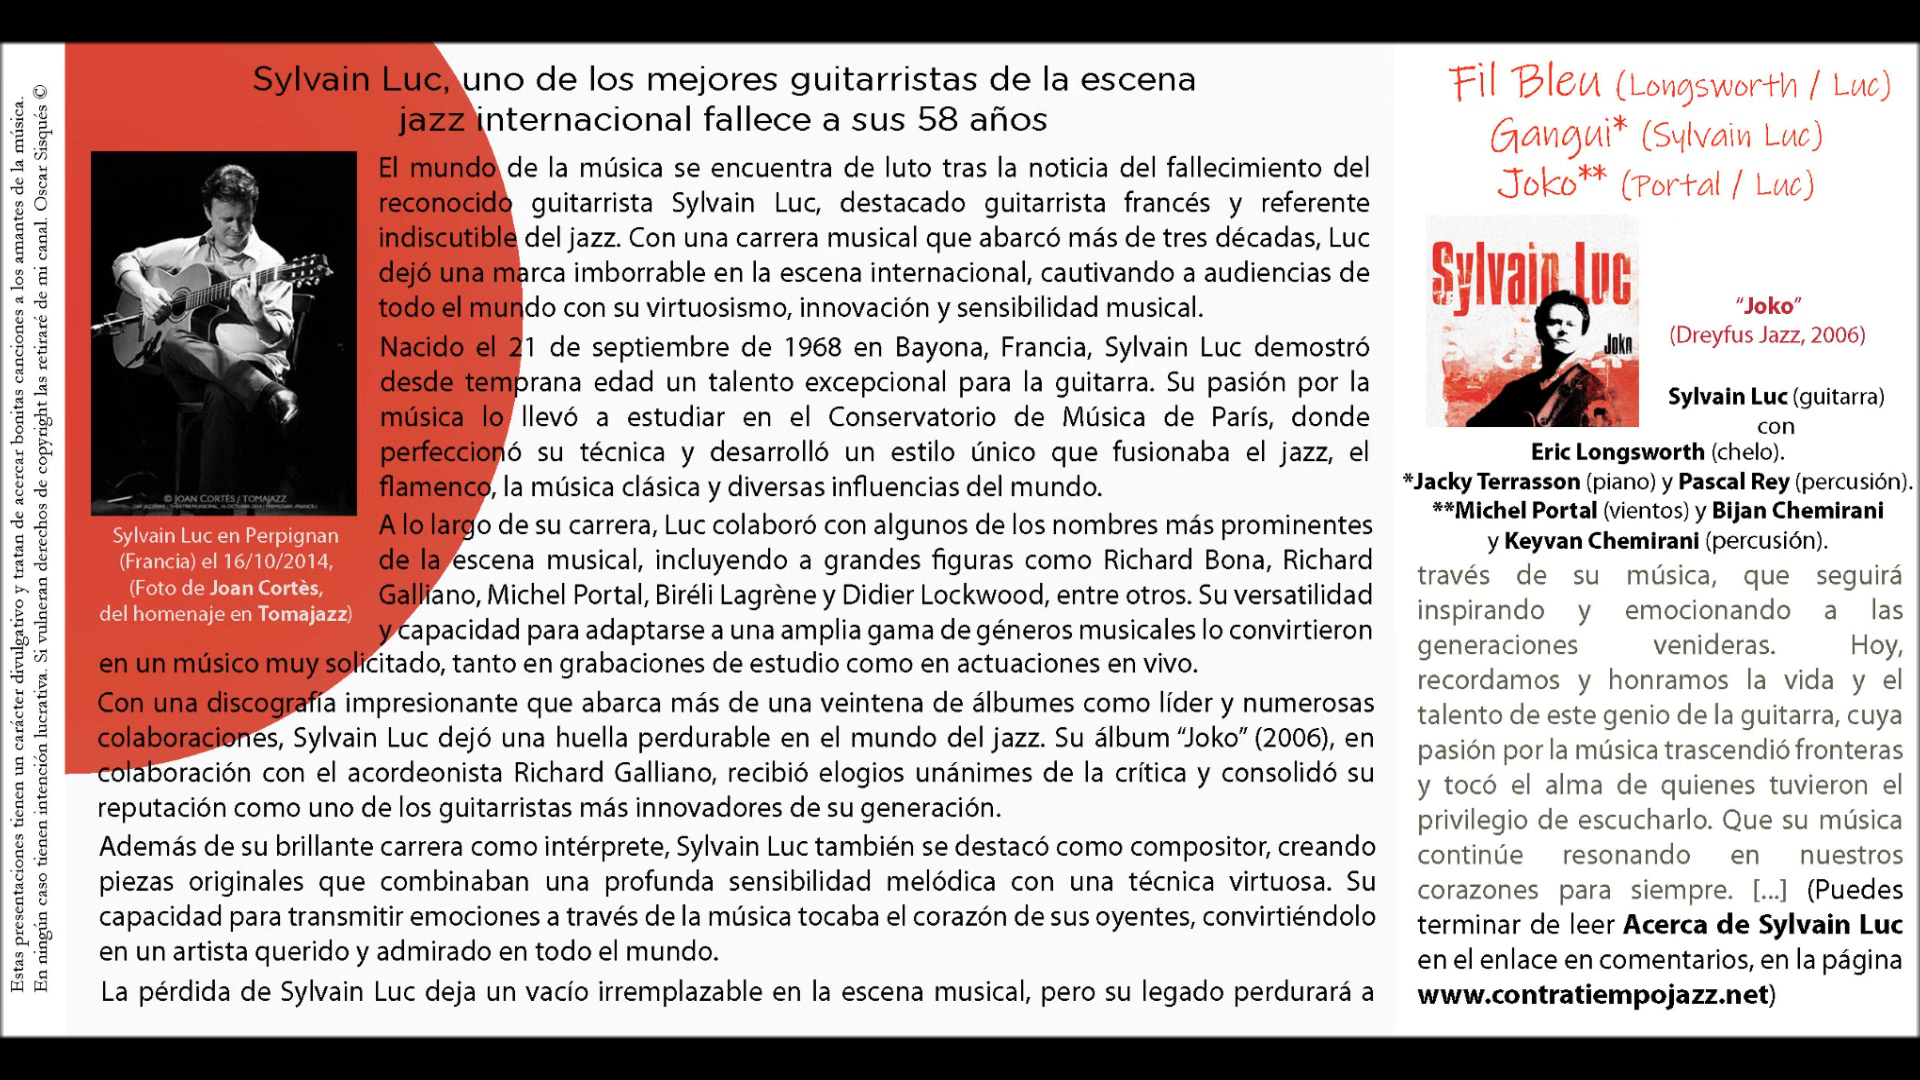 Estas presentaciones tienen un carácter divulgativo y tratan de acercar bonitas canciones a los amantes de la música.
En ningún caso tienen intención lucrativa. Si vulneran derechos de copyright las retiraré de mi canal. Oscar Sisqués ©
Sylvain Luc, uno de los mejores guitarristas de la escena
jazz internacional fallece a sus 58 años
© JOAN CORTÈS / TOMAJAZZ
Sylvain Luc en Perpignan
(Francia) el 16/10/2014,
(Foto de Joan Cortès,
del homenaje en Tomajazz)
El mundo de la música se encuentra de luto tras la noticia del fallecimiento del
reconocido guitarrista Sylvain Luc, destacado guitarrista francés y referente
indiscutible del jazz. Con una carrera musical que abarcó más de tres décadas, Luc
dejó una marca imborrable en la escena internacional, cautivando a audiencias de
todo el mundo con su virtuosismo, innovación y sensibilidad musical.
Nacido el 21 de septiembre de 1968 en Bayona, Francia, Sylvain Luc demostró
desde temprana edad un talento excepcional para la guitarra. Su pasión por la
música lo llevó a estudiar en el Conservatorio de Música de París, donde
perfeccionó su técnica y desarrolló un estilo único que fusionaba el jazz, el
flamenco, la música clásica y diversas influencias del mundo.
A lo largo de su carrera, Luc colaboró con algunos de los nombres más prominentes
de la escena musical, incluyendo a grandes figuras como Richard Bona, Richard
Galliano, Michel Portal, Biréli Lagrène y Didier Lockwood, entre otros. Su versatilidad
y capacidad para adaptarse a una amplia gama de géneros musicales lo convirtieron
en un músico muy solicitado, tanto en grabaciones de estudio como en actuaciones en vivo.
Con una discografía impresionante que abarca más de una veintena de álbumes como líder y numerosas
colaboraciones, Sylvain Luc dejó una huella perdurable en el mundo del jazz. Su álbum “Joko” (2006), en
colaboración con el acordeonista Richard Galliano, recibió elogios unánimes de la crítica y consolidó su
reputación como uno de los guitarristas más innovadores de su generación.
Además de su brillante carrera como intérprete, Sylvain Luc también se destacó como compositor, creando
piezas originales que combinaban una profunda sensibilidad melódica con una técnica virtuosa. Su
capacidad para transmitir emociones a través de la música tocaba el corazón de sus oyentes, convirtiéndolo
en un artista querido y admirado en todo el mundo.
La pérdida de Sylvain Luc deja un vacío irremplazable en la escena musical, pero su legado perdurará a
Fil Bleu (Longsworth / Luc)
Gangui* (Sylvain Luc)
Joko** (Portal / Luc)
Sylvain Luc
Joko
“Joko”
(Dreyfus Jazz, 2006)
Sylvain Luc (guitarra)
con
Eric Longsworth (chelo).
*Jacky Terrasson (piano) y Pascal Rey (percusión).
**Michel Portal (vientos) y Bijan Chemirani
y Keyvan Chemirani (percusión).
través de su música, que seguirá
inspirando y emocionando a las
generaciones venideras. Hoy,
recordamos y honramos la vida y el
talento de este genio de la guitarra, cuya
pasión por la música trascendió fronteras
y tocó el alma de quienes tuvieron el
privilegio de escucharlo. Que su música
continúe resonando en nuestros
corazones para siempre. [...] (Puedes
terminar de leer Acerca de Sylvain Luc
en el enlace en comentarios, en la página
www.contratiempojazz.net)